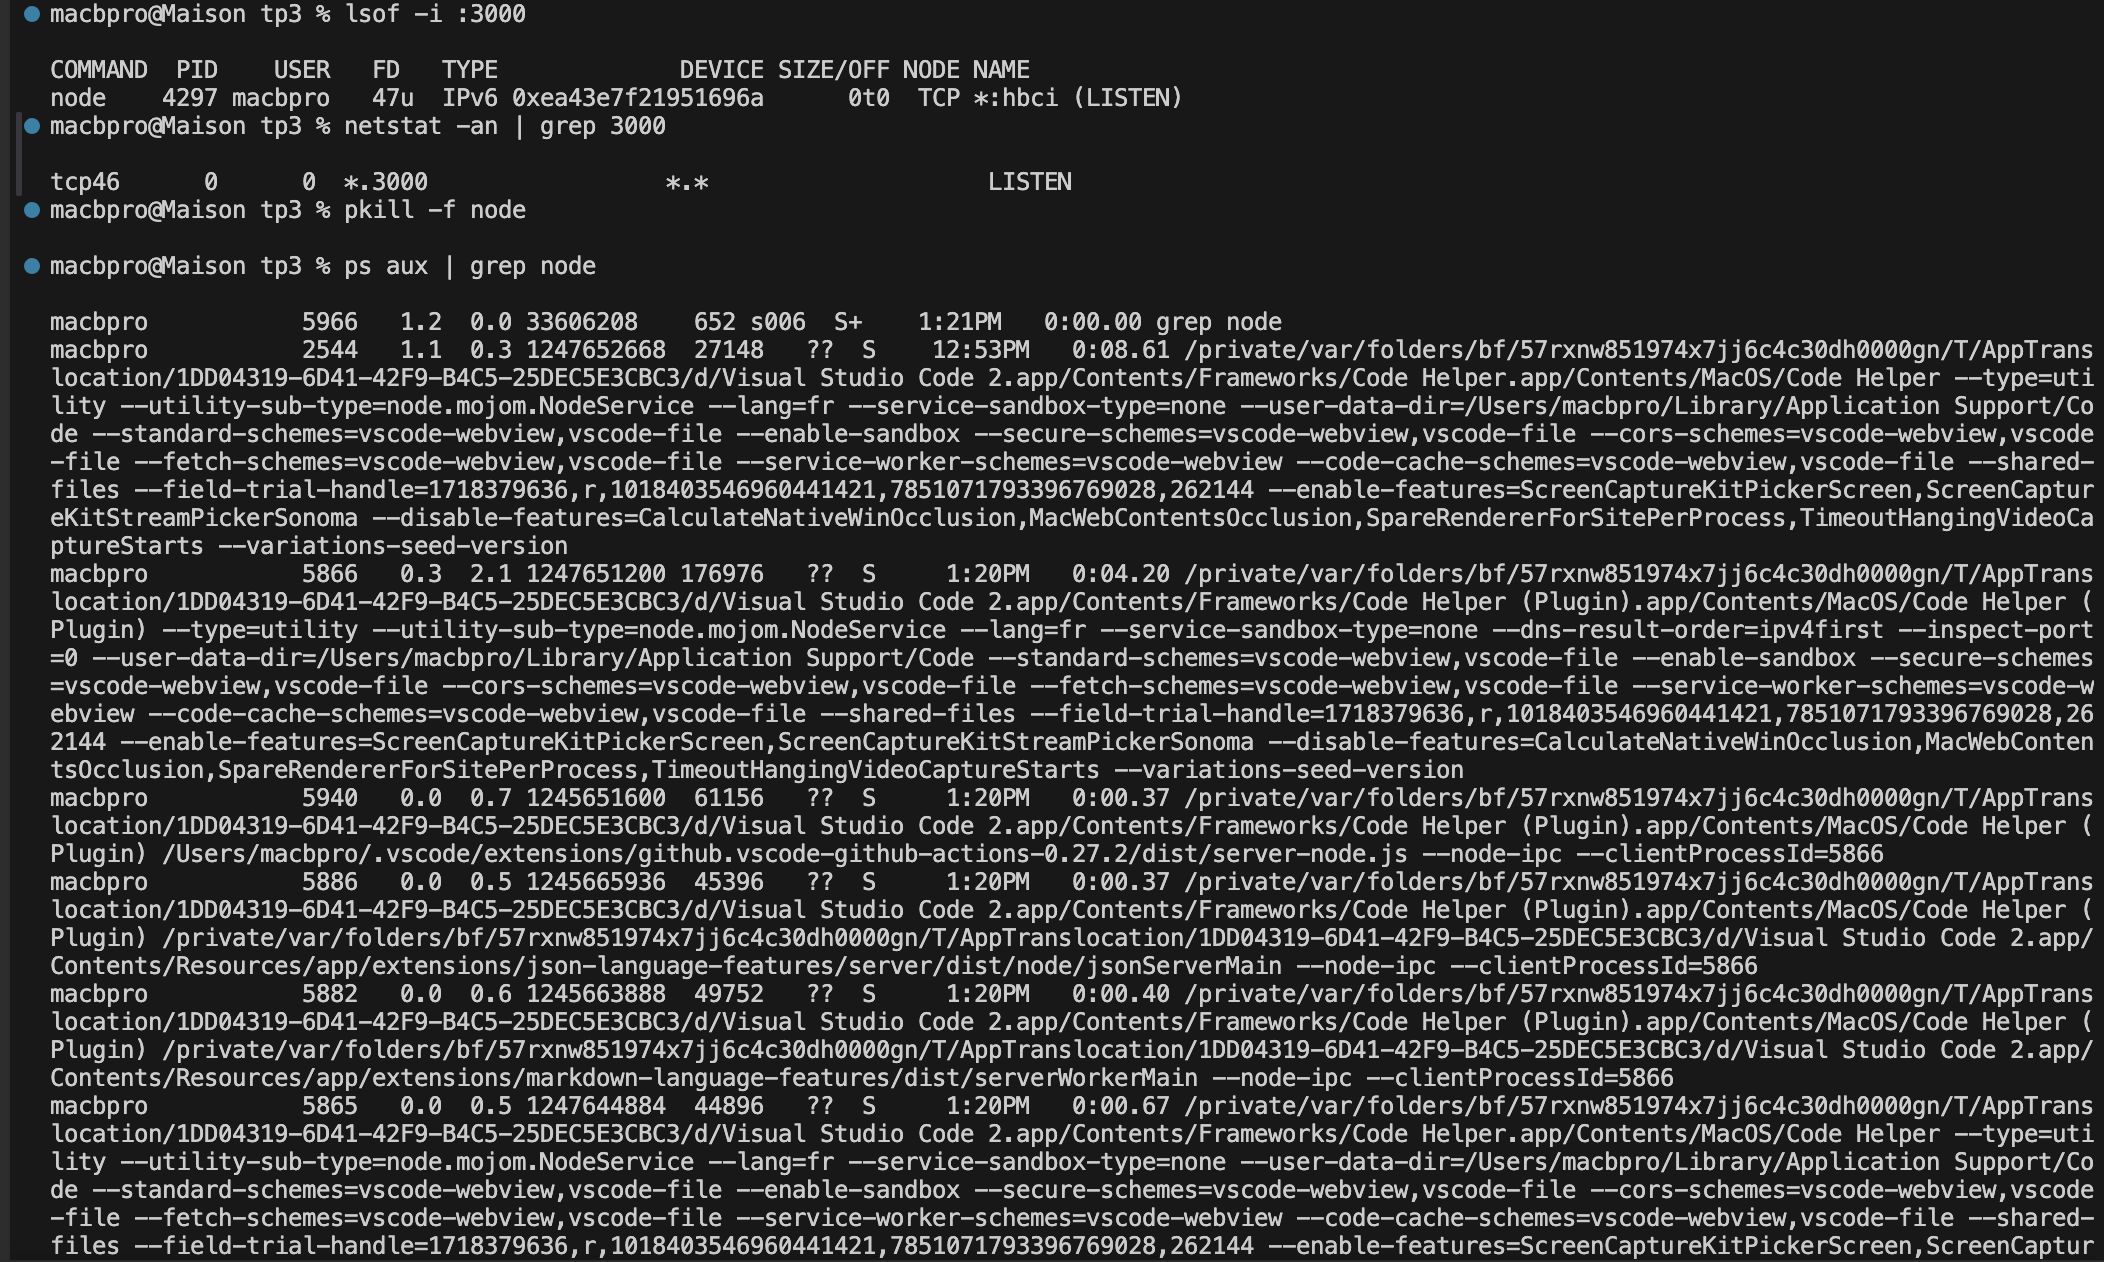 macbpro@Maison tp3 % lsof -i :3000
COMMAND  PID    USER   FD   TYPE             DEVICE SIZE/OFF NODE NAME
node    4297 macbpro   47u  IPv6 0xea43e7f21951696a      0t0  TCP *:hbci (LISTEN)
macbpro@Maison tp3 % netstat -an | grep 3000
tcp46      0      0  *.3000                 *.*                    LISTEN
macbpro@Maison tp3 % pkill -f node
macbpro@Maison tp3 % ps aux | grep node
macbpro           5966   1.2  0.0 33606208    652 s006  S+    1:21PM   0:00.00 grep node
macbpro           2544   1.1  0.3 1247652668  27148   ??  S    12:53PM   0:08.61 /private/var/folders/bf/57rxnw851974x7jj6c4c30dh0000gn/T/AppTrans
location/1DD04319-6D41-42F9-B4C5-25DEC5E3CBC3/d/Visual Studio Code 2.app/Contents/Frameworks/Code Helper.app/Contents/MacOS/Code Helper --type=uti
lity --utility-sub-type=node.mojom.NodeService --lang=fr --service-sandbox-type=none --user-data-dir=/Users/macbpro/Library/Application Support/Co
de --standard-schemes=vscode-webview,vscode-file --enable-sandbox --secure-schemes=vscode-webview,vscode-file --cors-schemes=vscode-webview,vscode
-file --fetch-schemes=vscode-webview,vscode-file --service-worker-schemes=vscode-webview --code-cache-schemes=vscode-webview,vscode-file --shared-
files --field-trial-handle=1718379636,r,1018403546960441421,7851071793396769028,262144 --enable-features=ScreenCaptureKitPickerScreen,ScreenCaptur
eKitStreamPickerSonoma --disable-features=CalculateNativeWinOcclusion,MacWebContentsOcclusion,SpareRendererForSitePerProcess,TimeoutHangingVideoCa
ptureStarts --variations-seed-version
macbpro           5866   0.3  2.1 1247651200 176976   ??  S     1:20PM   0:04.20 /private/var/folders/bf/57rxnw851974x7jj6c4c30dh0000gn/T/AppTrans
location/1DD04319-6D41-42F9-B4C5-25DEC5E3CBC3/d/Visual Studio Code 2.app/Contents/Frameworks/Code Helper (Plugin).app/Contents/MacOS/Code Helper (
Plugin) --type=utility --utility-sub-type=node.mojom.NodeService --lang=fr --service-sandbox-type=none --dns-result-order=ipv4first --inspect-port
=0 --user-data-dir=/Users/macbpro/Library/Application Support/Code --standard-schemes=vscode-webview,vscode-file --enable-sandbox --secure-schemes
=vscode-webview,vscode-file --cors-schemes=vscode-webview,vscode-file --fetch-schemes=vscode-webview,vscode-file --service-worker-schemes=vscode-w
ebview --code-cache-schemes=vscode-webview,vscode-file --shared-files --field-trial-handle=1718379636,r,1018403546960441421,7851071793396769028,26
2144 --enable-features=ScreenCaptureKitPickerScreen,ScreenCaptureKitStreamPickerSonoma --disable-features=CalculateNativeWinOcclusion,MacWebConten
tsOcclusion,SpareRendererForSitePerProcess,TimeoutHangingVideoCaptureStarts --variations-seed-version
macbpro           5940   0.0  0.7 1245651600  61156   ??  S     1:20PM   0:00.37 /private/var/folders/bf/57rxnw851974x7jj6c4c30dh0000gn/T/AppTrans
location/1DD04319-6D41-42F9-B4C5-25DEC5E3CBC3/d/Visual Studio Code 2.app/Contents/Frameworks/Code Helper (Plugin).app/Contents/MacOS/Code Helper (
Plugin) /Users/macbpro/.vscode/extensions/github.vscode-github-actions-0.27.2/dist/server-node.js --node-ipc --clientProcessId=5866
macbpro           5886   0.0  0.5 1245665936  45396   ??  S     1:20PM   0:00.37 /private/var/folders/bf/57rxnw851974x7jj6c4c30dh0000gn/T/AppTrans
location/1DD04319-6D41-42F9-B4C5-25DEC5E3CBC3/d/Visual Studio Code 2.app/Contents/Frameworks/Code Helper (Plugin).app/Contents/MacOS/Code Helper (
Plugin) /private/var/folders/bf/57rxnw851974x7jj6c4c30dh0000gn/T/AppTranslocation/1DD04319-6D41-42F9-B4C5-25DEC5E3CBC3/d/Visual Studio Code 2.app/
Contents/Resources/app/extensions/json-language-features/server/dist/node/jsonServerMain --node-ipc --clientProcessId=5866
macbpro           5882   0.0  0.6 1245663888  49752   ??  S     1:20PM   0:00.40 /private/var/folders/bf/57rxnw851974x7jj6c4c30dh0000gn/T/AppTrans
location/1DD04319-6D41-42F9-B4C5-25DEC5E3CBC3/d/Visual Studio Code 2.app/Contents/Frameworks/Code Helper (Plugin).app/Contents/MacOS/Code Helper (
Plugin) /private/var/folders/bf/57rxnw851974x7jj6c4c30dh0000gn/T/AppTranslocation/1DD04319-6D41-42F9-B4C5-25DEC5E3CBC3/d/Visual Studio Code 2.app/
Contents/Resources/app/extensions/markdown-language-features/dist/serverWorkerMain --node-ipc --clientProcessId=5866
macbpro           5865   0.0  0.5 1247644884  44896   ??  S     1:20PM   0:00.67 /private/var/folders/bf/57rxnw851974x7jj6c4c30dh0000gn/T/AppTrans
location/1DD04319-6D41-42F9-B4C5-25DEC5E3CBC3/d/Visual Studio Code 2.app/Contents/Frameworks/Code Helper.app/Contents/MacOS/Code Helper --type=uti
lity --utility-sub-type=node.mojom.NodeService --lang=fr --service-sandbox-type=none --user-data-dir=/Users/macbpro/Library/Application Support/Co
de --standard-schemes=vscode-webview,vscode-file --enable-sandbox --secure-schemes=vscode-webview,vscode-file --cors-schemes=vscode-webview,vscode
-file --fetch-schemes=vscode-webview,vscode-file --service-worker-schemes=vscode-webview --code-cache-schemes=vscode-webview,vscode-file --shared-
files --field-trial-handle=1718379636,r,1018403546960441421,7851071793396769028,262144 --enable-features=ScreenCaptureKitPickerScreen,ScreenCaptur